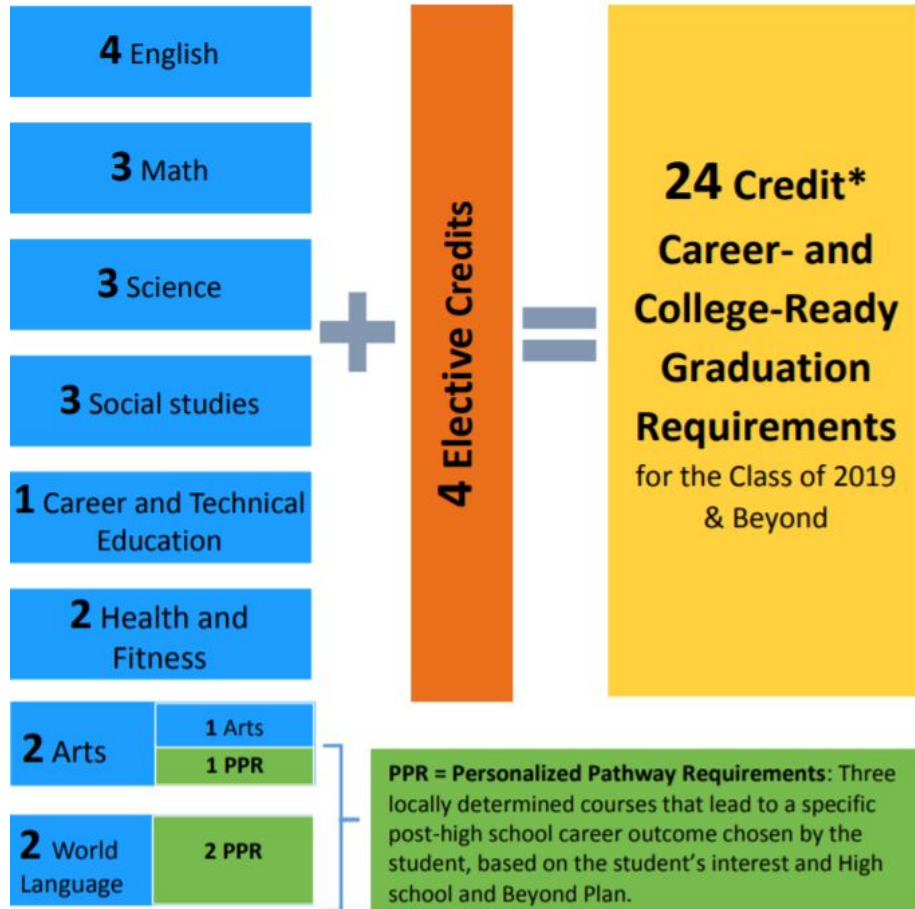 4 English
3 Math
3 Science
3 Social studies
1 Career and Technical
Education
2 Health and
Fitness
2 Arts
1 Arts
1 PPR
2 World
Language
2 PPR
4 Elective Credits
24 Credit*
Career- and
College-Ready
Graduation
Requirements
for the Class of 2019
& Beyond
PPR = Personalized Pathway Requirements: Three
locally determined courses that lead to a specific
post-high school career outcome chosen by the
student, based on the student’s interest and High
school and Beyond Plan.